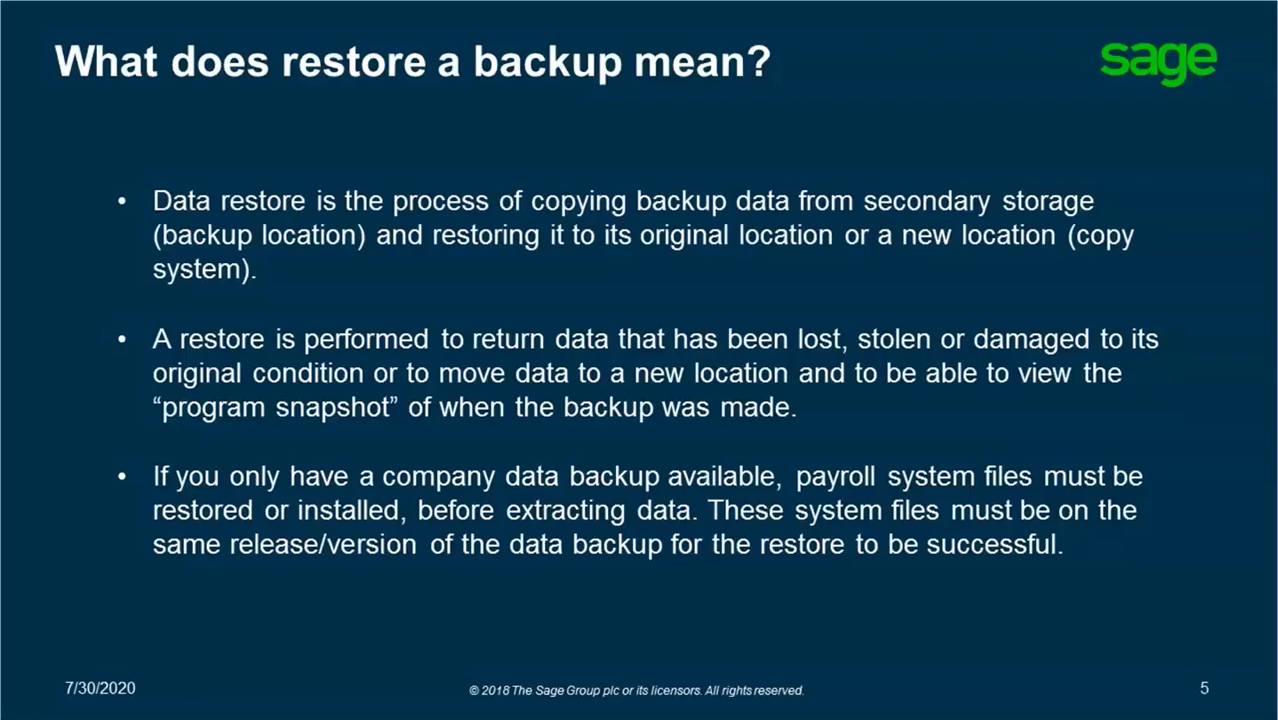 What does restore a backup mean?
sage
• Data restore is the process of copying backup data from secondary storage
(backup location) and restoring it to its original location or a new location (copy
system).
• A restore is performed to return data that has been lost, stolen or damaged to its
original condition or to move data to a new location and to be able to view the
“program snapshot” of when the backup was made.
• If you only have a company data backup available, payroll system files must be
restored or installed, before extracting data. These system files must be on the
same release/version of the data backup for the restore to be successful.
7/30/2020
© 2018 The Sage Group plc or its licensors. All rights reserved.
5